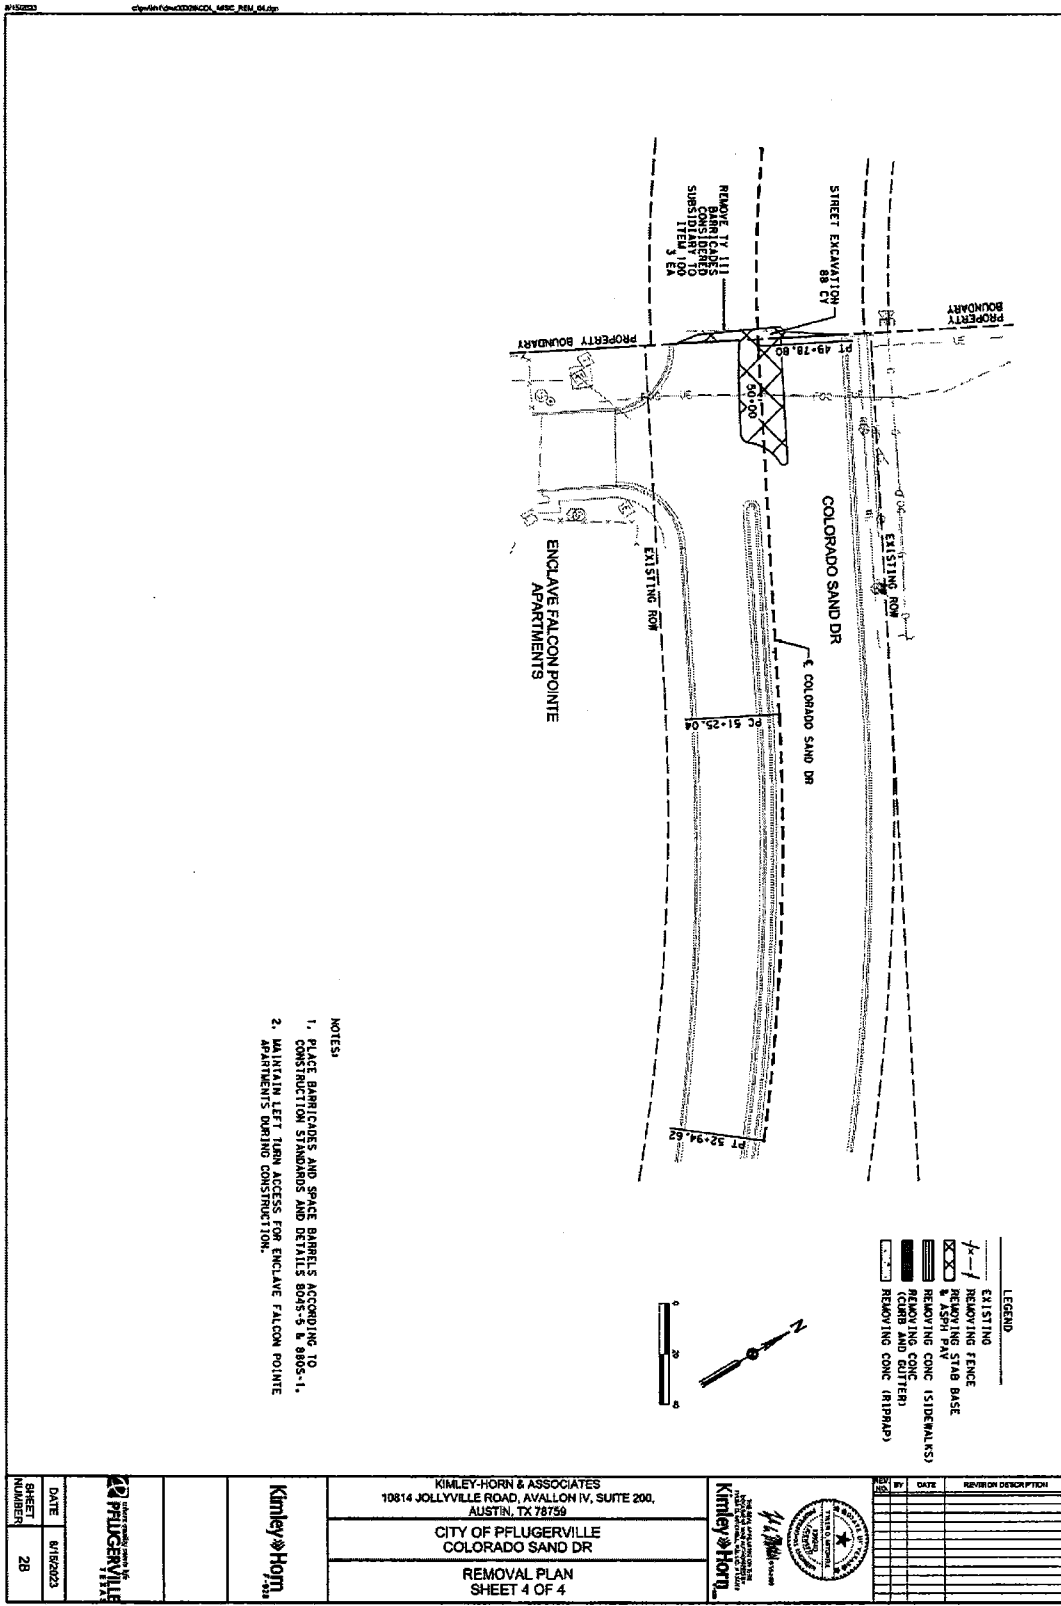 8/15/2023
STREET EXCAVATION
88 CY
REMOVE TY III
BARRICADES
CONSIDERED
SUBSIDIARY TO
ITEM 100
3 EA
PROPERTY
BOUNDARY
PROPERTY BOUNDARY
PT 49+78.80
50+00
COLORADO SAND DR
EXISTING ROW
EXISTING ROW
ENCLAVE FALCON POINTE
APARTMENTS
℄ COLORADO SAND DR
PC 51+25.04
PT 52+94.62
NOTES:
1. PLACE BARRICADES AND SPACE BARRELS ACCORDING TO
CONSTRUCTION STANDARDS AND DETAILS 804S-5 & 880S-1.
2. MAINTAIN LEFT TURN ACCESS FOR ENCLAVE FALCON POINTE
APARTMENTS DURING CONSTRUCTION.
LEGEND
EXISTING
REMOVING FENCE
REMOVING STAB BASE
& ASPH PAV
REMOVING CONC (SIDEWALKS)
REMOVING CONC
(CURB AND GUTTER)
REMOVING CONC (RIPRAP)
N
0
20
REV NO.
BY
DATE
REVISION DESCRIPTION
Kimley»Horn
KIMLEY-HORN & ASSOCIATES
10814 JOLLYVILLE ROAD, AVALLON IV, SUITE 200,
AUSTIN, TX 78759
CITY OF PFLUGERVILLE
COLORADO SAND DR
REMOVAL PLAN
SHEET 4 OF 4
Kimley»Horn
F-928
PFLUGERVILLE
TEXAS
DATE
8/15/2023
SHEET
NUMBER
28